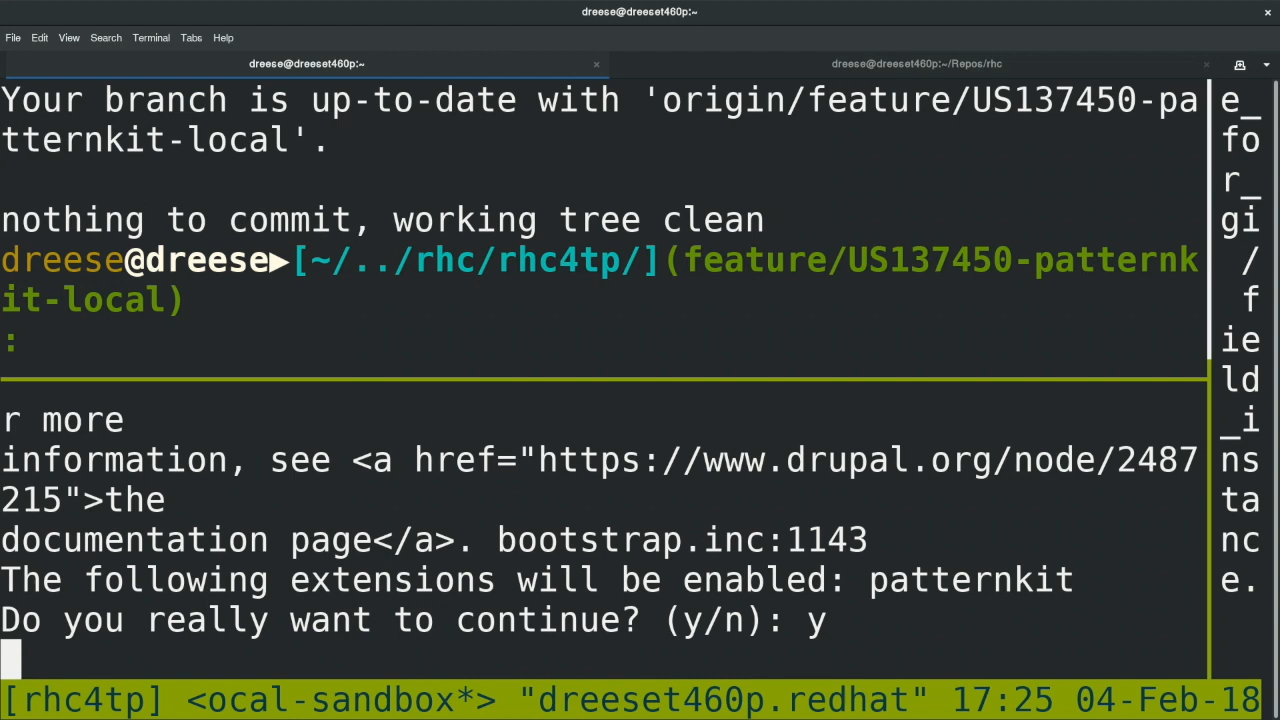 dreese@dreeset460p:~
File Edit View Search Terminal Tabs Help
dreese@dreeset460p:~
dreese@dreeset460p:~/Repos/rhc
Your branch is up-to-date with 'origin/feature/US137450-pa
tternkit-local'.
nothing to commit, working tree clean
dreese@dreese▶[~/../rhc/rhc4tp/](feature/US137450-patternk
it-local)
:
r more
information, see <a href="https://www.drupal.org/node/2487
215">the
documentation page</a>. bootstrap.inc:1143
The following extensions will be enabled: patternkit
Do you really want to continue? (y/n): y
e_
fo
r_
gi
/
f
ie
ld
_i
ns
ta
nc
e.
[rhc4tp] <ocal-sandbox*> "dreeset460p.redhat" 17:25 04-Feb-18